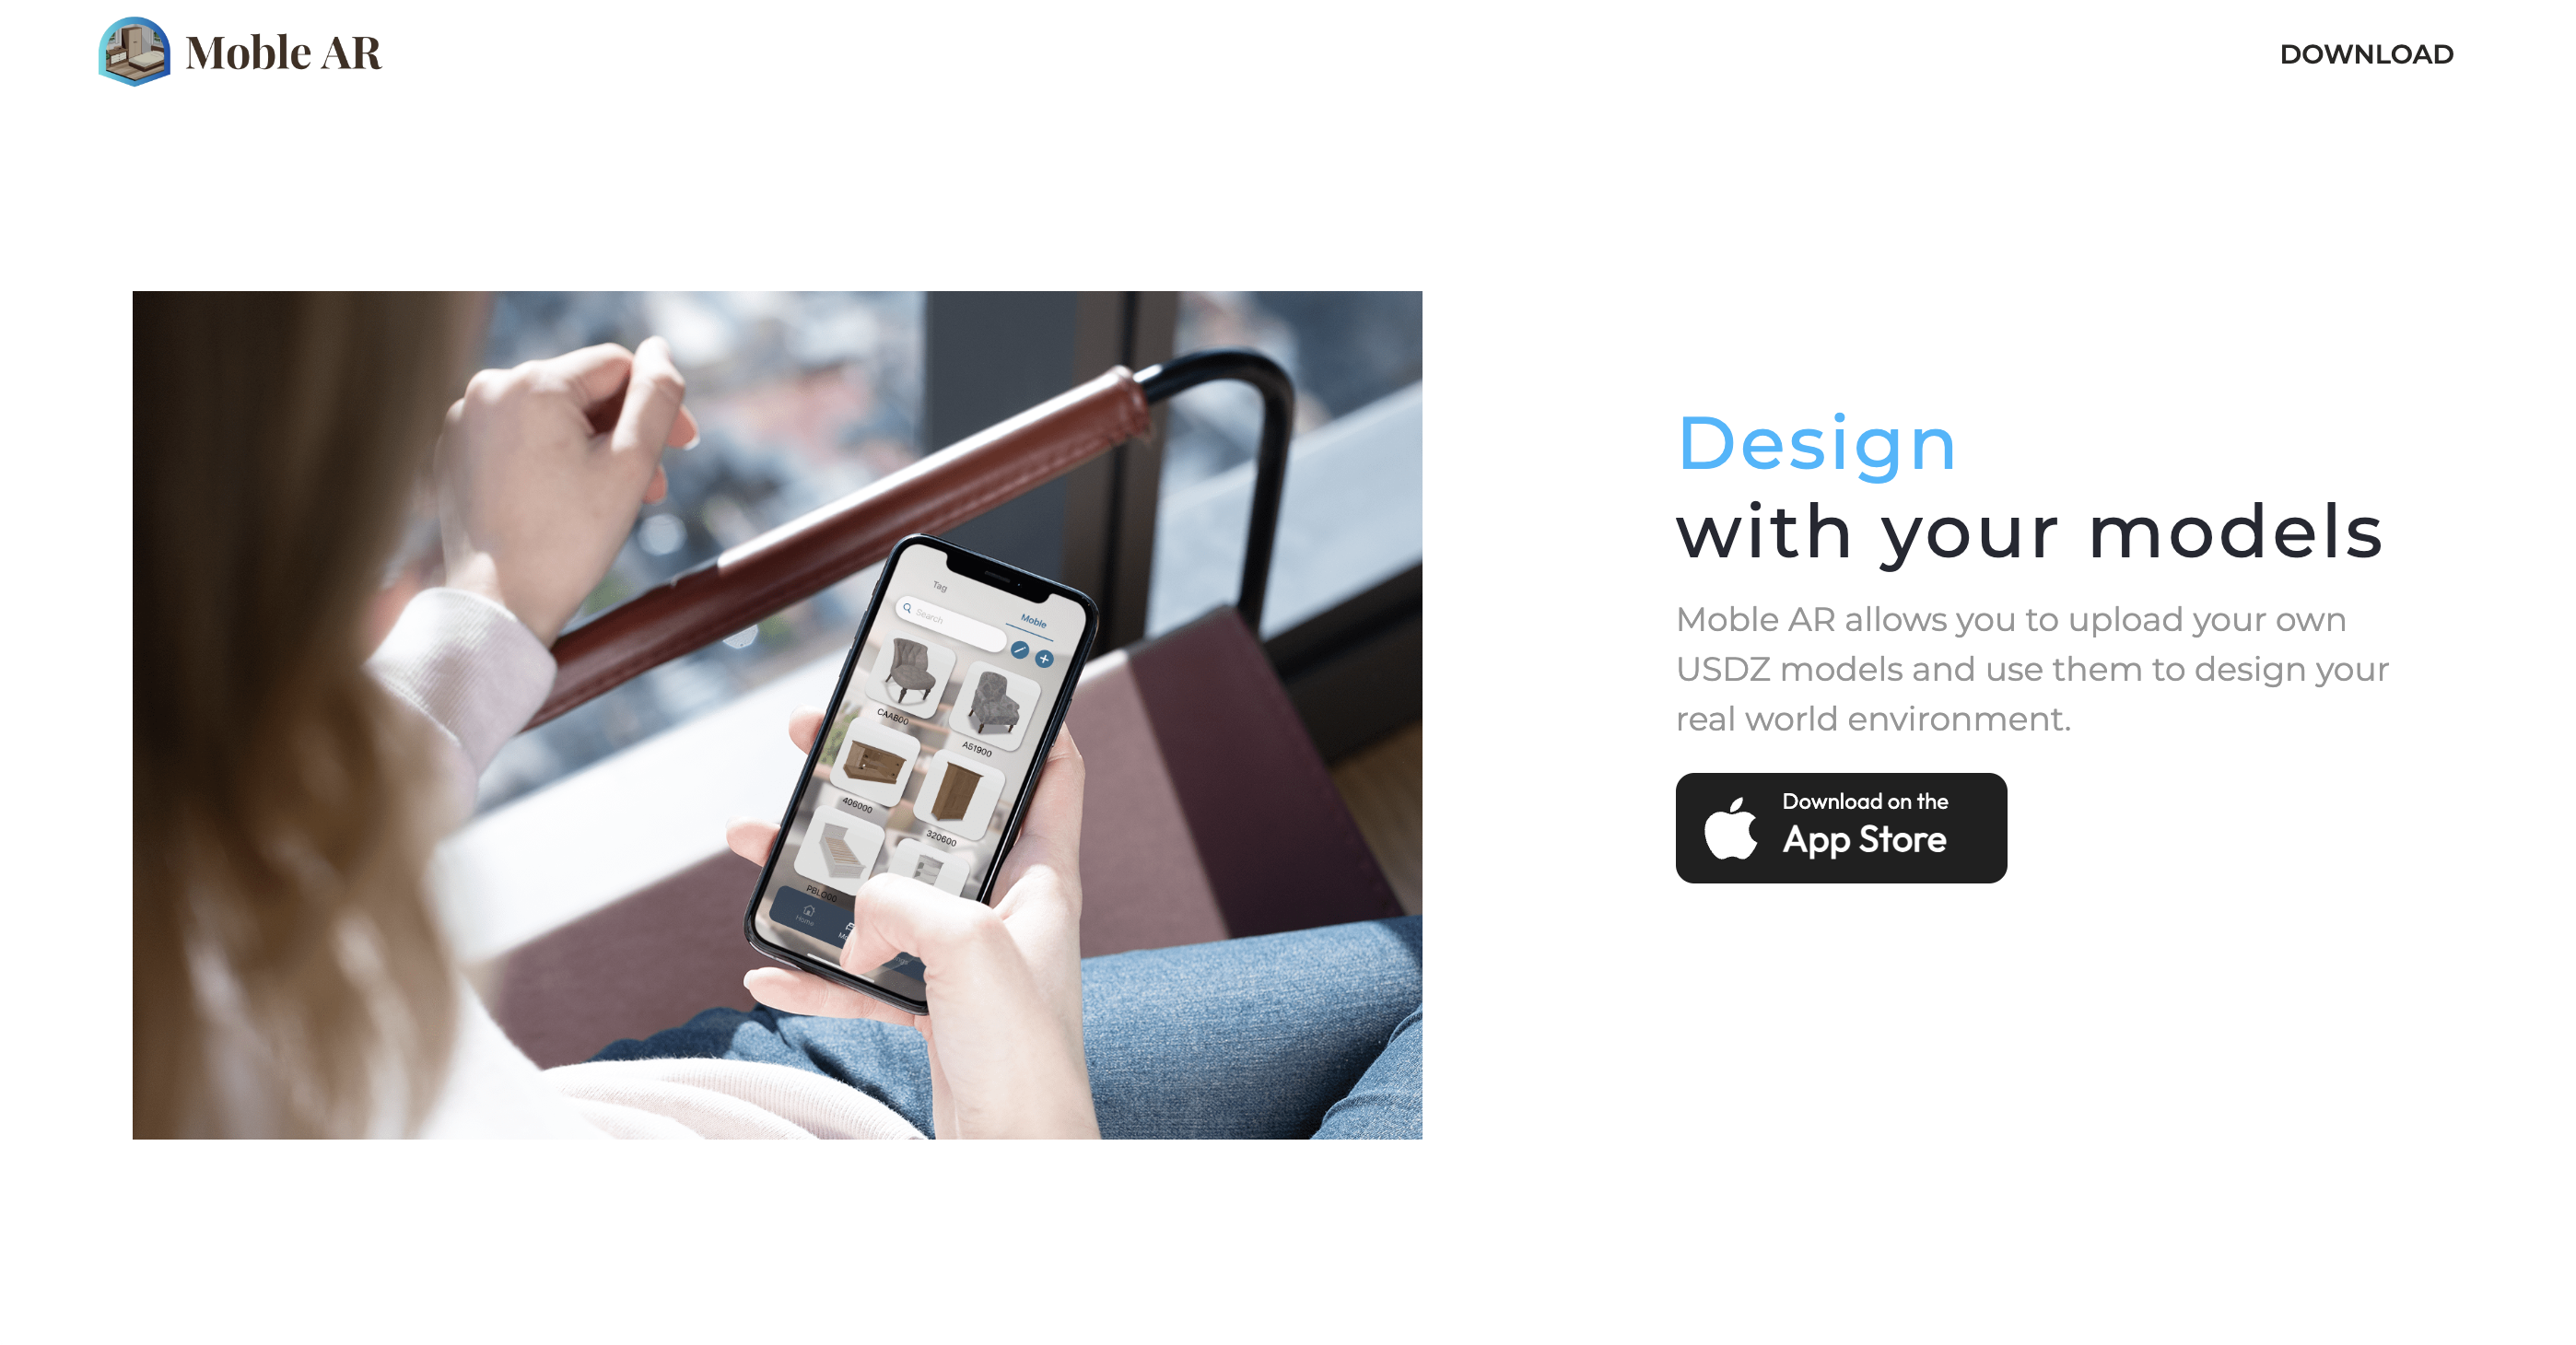 Moble AR
DOWNLOAD
Design
with your models
Moble AR allows you to upload your own
USDZ models and use them to design your
real world environment.
Download on the
App Store
Tag
Moble
Search
CAAB00
A51900
406000
320600
PBLO00
Home